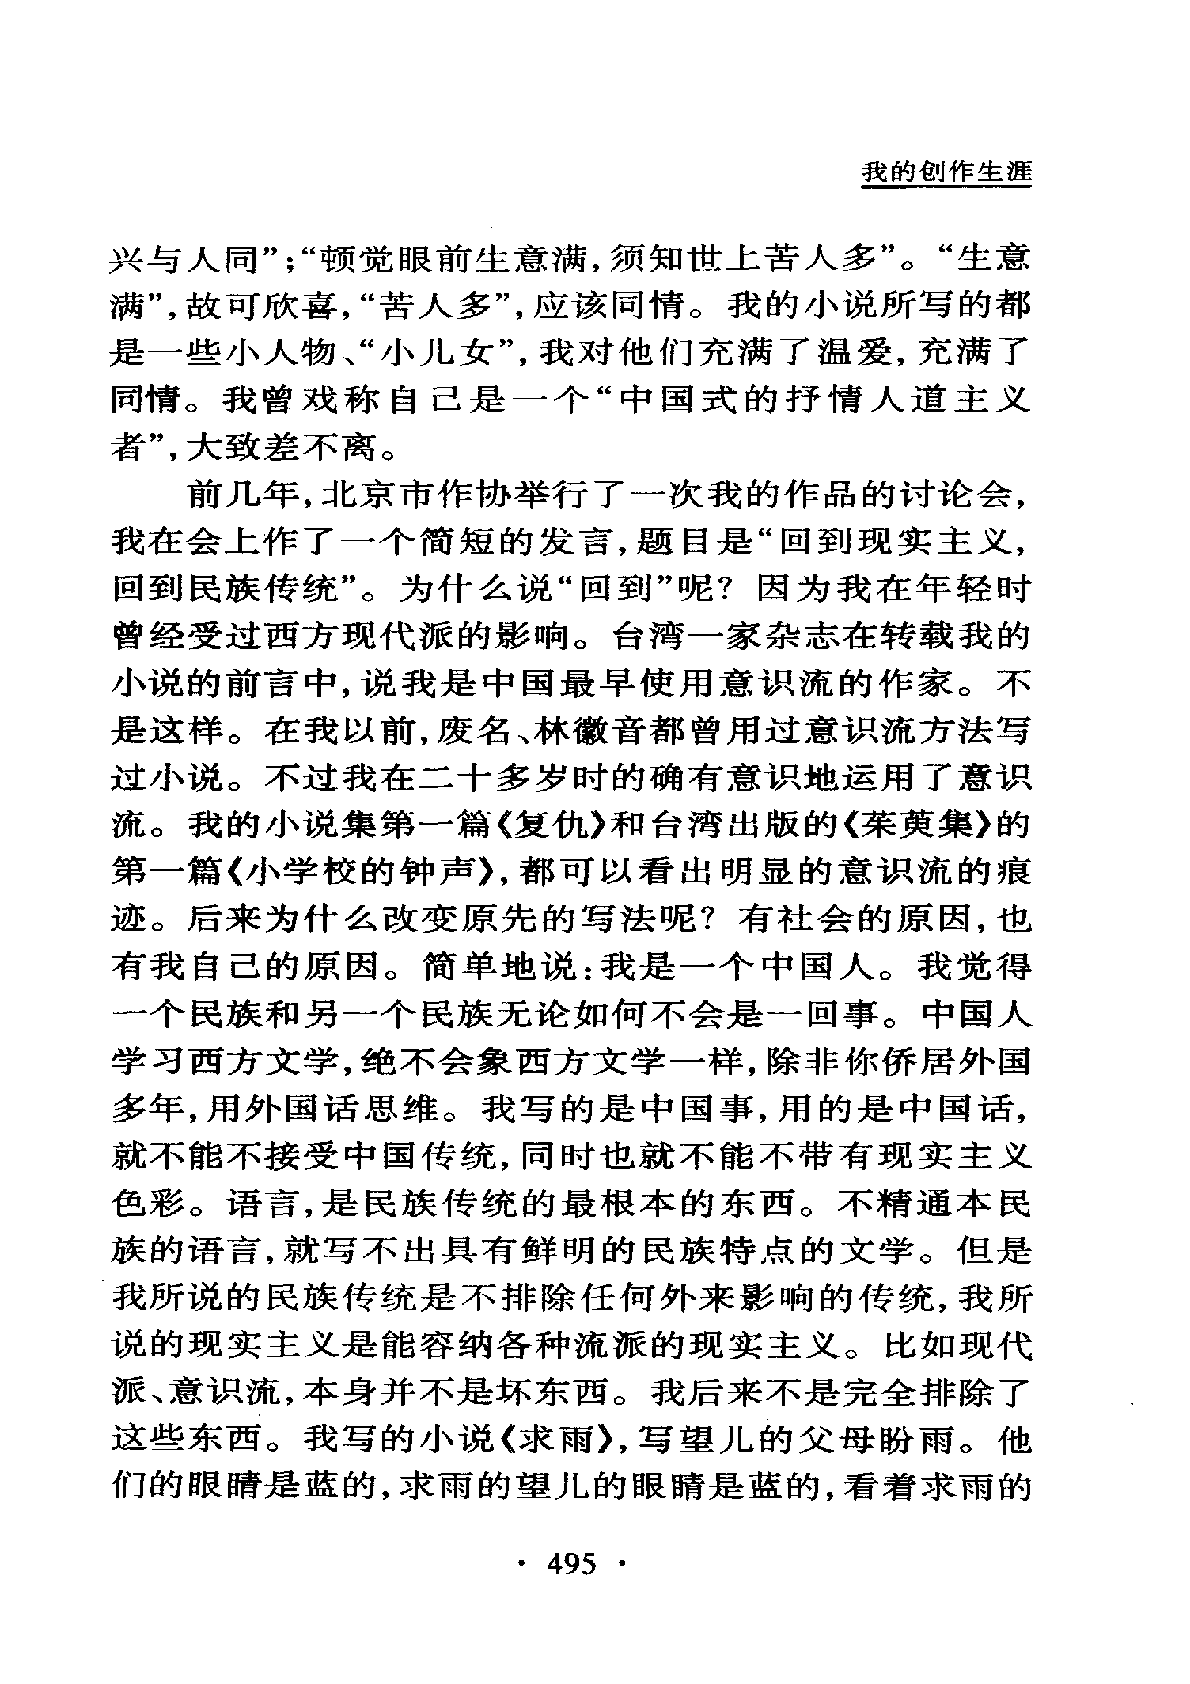 我的创作生涯
兴与人同”;“顿觉眼前生意满,须知世上苦人多”。“生意
满”,故可欣喜,“苦人多”,应该同情。我的小说所写的都
是一些小人物、“小儿女”,我对他们充满了温爱,充满了
同情。我曾戏称自己是一个“中国式的抒情人道主义
者”,大致差不离。
前几年,北京市作协举行了一次我的作品的讨论会,
我在会上作了一个简短的发言,题目是“回到现实主义,
回到民族传统”。为什么说“回到”呢?因为我在年轻时
曾经受过西方现代派的影响。台湾一家杂志在转载我的
小说的前言中,说我是中国最早使用意识流的作家。不
是这样。在我以前,废名、林徽音都曾用过意识流方法写
过小说。不过我在二十多岁时的确有意识地运用了意识
流。我的小说集第一篇《复仇》和台湾出版的《茱萸集》的
第一篇《小学校的钟声》,都可以看出明显的意识流的痕
迹。后来为什么改变原先的写法呢?有社会的原因,也
有我自己的原因。简单地说:我是一个中国人。我觉得
一个民族和另一个民族无论如何不会是一回事。中国人
学习西方文学,绝不会象西方文学一样,除非你侨居外国
多年,用外国话思维。我写的是中国事,用的是中国话,
就不能不接受中国传统,同时也就不能不带有现实主义
色彩。语言,是民族传统的最根本的东西。不精通本民
族的语言,就写不出具有鲜明的民族特点的文学。但是
我所说的民族传统是不排除任何外来影响的传统,我所
说的现实主义是能容纳各种流派的现实主义。比如现代
派、意识流,本身并不是坏东西。我后来不是完全排除了
这些东西。我写的小说《求雨》,写望儿的父母盼雨。他
们的眼睛是蓝的,求雨的望儿的眼睛是蓝的,看着求雨的
· 495 ·